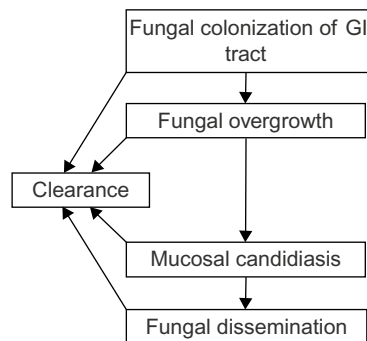 Fungal colonization of GI
tract
Fungal overgrowth
Clearance
Mucosal candidiasis
Fungal dissemination